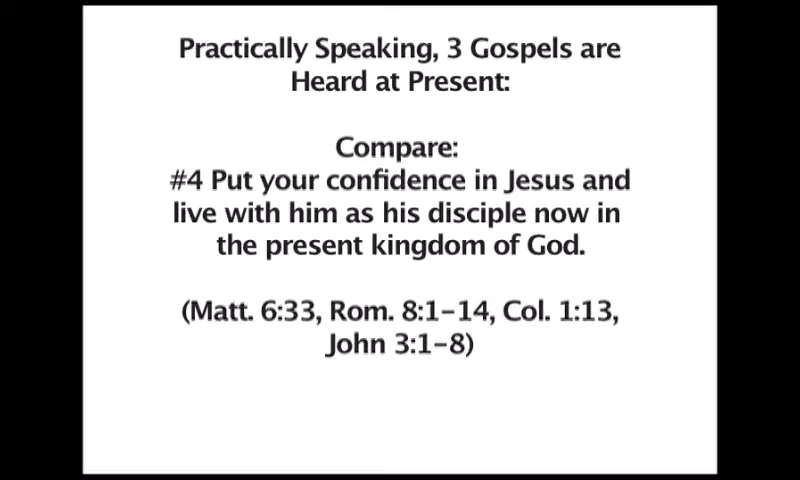 Practically Speaking, 3 Gospels are
Heard at Present:
Compare:
#4 Put your confidence in Jesus and
live with him as his disciple now in
the present kingdom of God.
(Matt. 6:33, Rom. 8:1-14, Col. 1:13,
John 3:1-8)